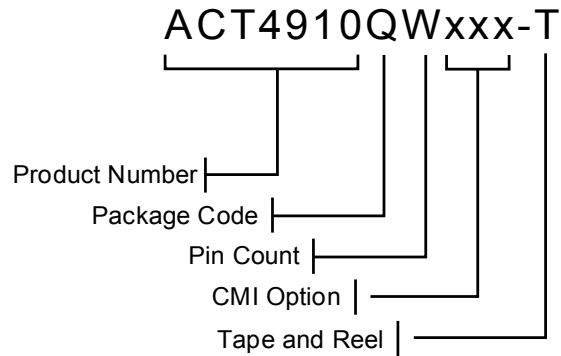 ACT4910QWxxx-T
Product Number
Package Code
Pin Count
CMI Option
Tape and Reel